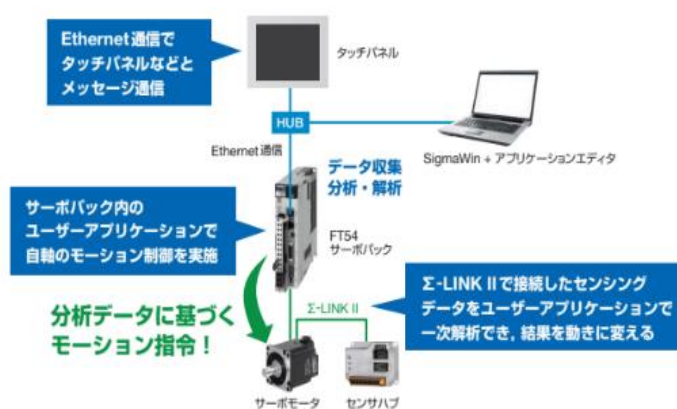 Ethernet通信で
タッチパネルなどと
メッセージ通信
タッチパネル
HUB
Ethernet通信
SigmaWin + アプリケーションエディタ
データ収集
分析・解析
サーボパック内の
ユーザーアプリケーションで
自軸のモーション制御を実施
FT54
サーボパック
分析データに基づく
モーション指令！
Σ-LINK II
Σ-LINK IIで接続したセンシング
データをユーザーアプリケーションで
一次解析でき，結果を動きに変える
サーボモータ
センサハブ